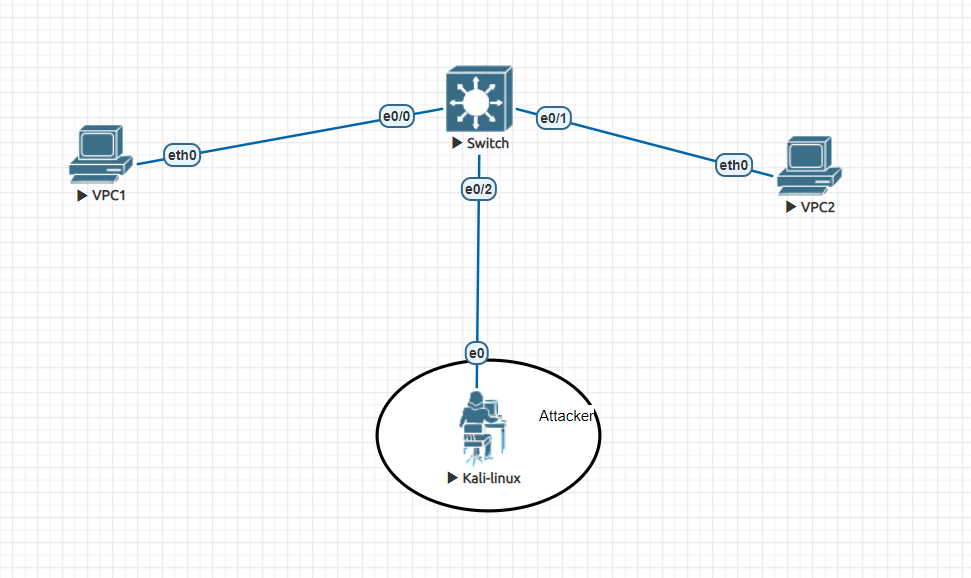 e0/0
e0/1
Switch
eth0
eth0
VPC1
e0/2
VPC2
e0
Attacker
Kali-linux